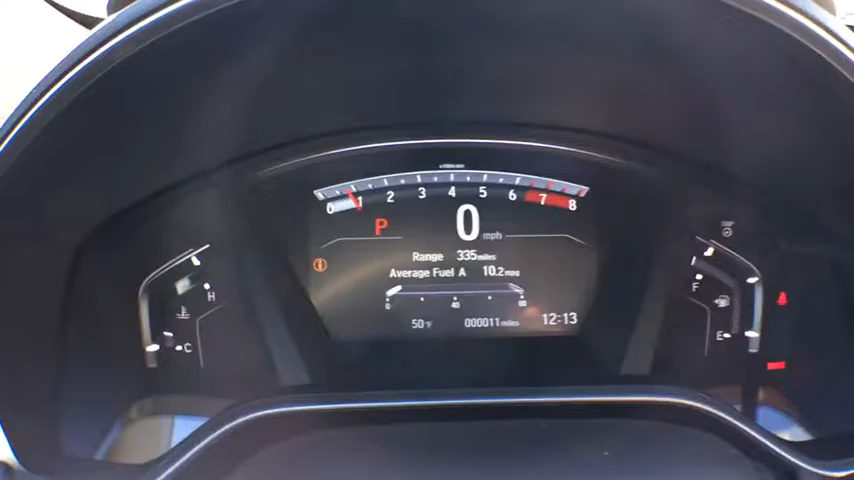 0 1 2 3 4 5 6 7 8
P 0 mph
Range 335 miles
Average Fuel A 10.2 mpg
0 40 80
50°F 000011 miles 12:13
H
C
F
E